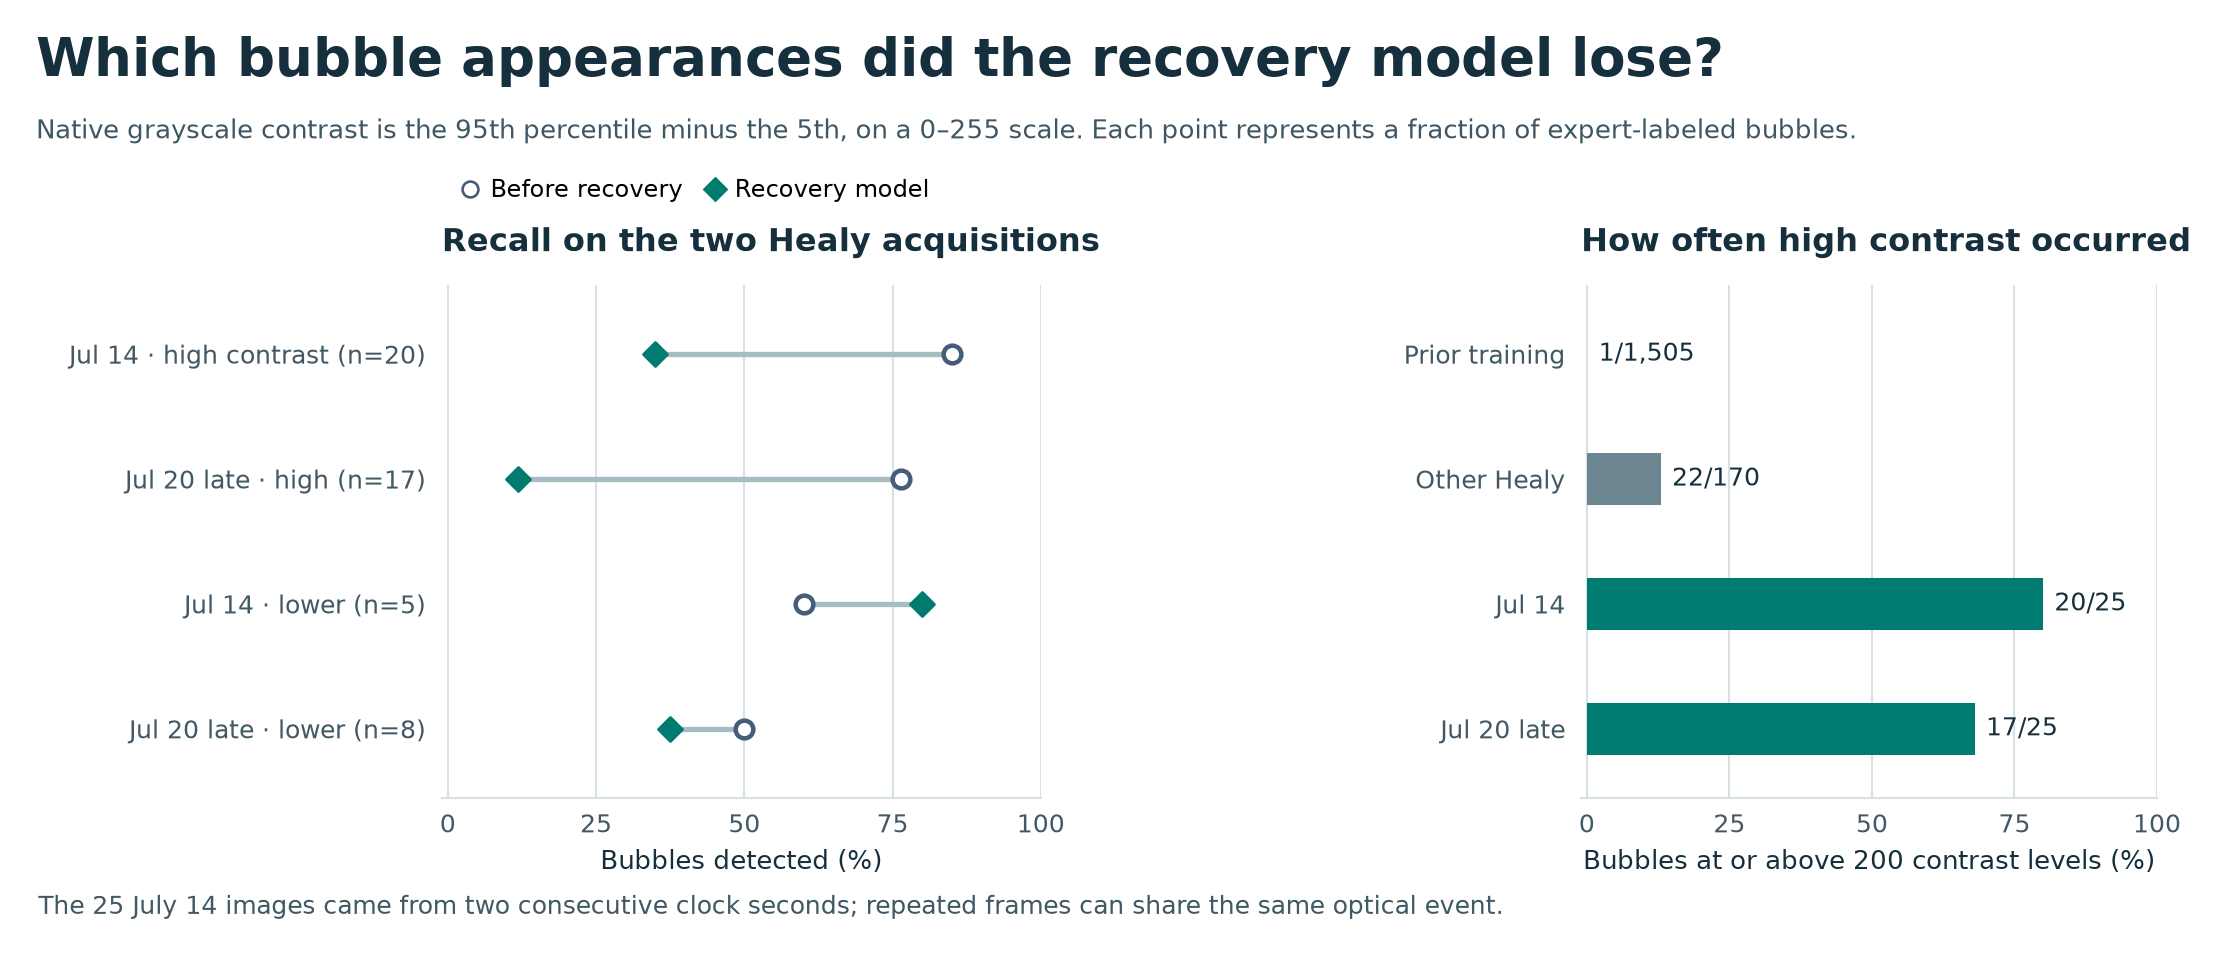 Which bubble appearances did the recovery model lose?
Native grayscale contrast is the 95th percentile minus the 5th, on a 0–255 scale. Each point represents a fraction of expert-labeled bubbles.
Before recovery
Recovery model
Recall on the two Healy acquisitions
Jul 14 · high contrast (n=20)
Jul 20 late · high (n=17)
Jul 14 · lower (n=5)
Jul 20 late · lower (n=8)
0 25 50 75 100
Bubbles detected (%)
How often high contrast occurred
Prior training 1/1,505
Other Healy 22/170
Jul 14 20/25
Jul 20 late 17/25
0 25 50 75 100
Bubbles at or above 200 contrast levels (%)
The 25 July 14 images came from two consecutive clock seconds; repeated frames can share the same optical event.